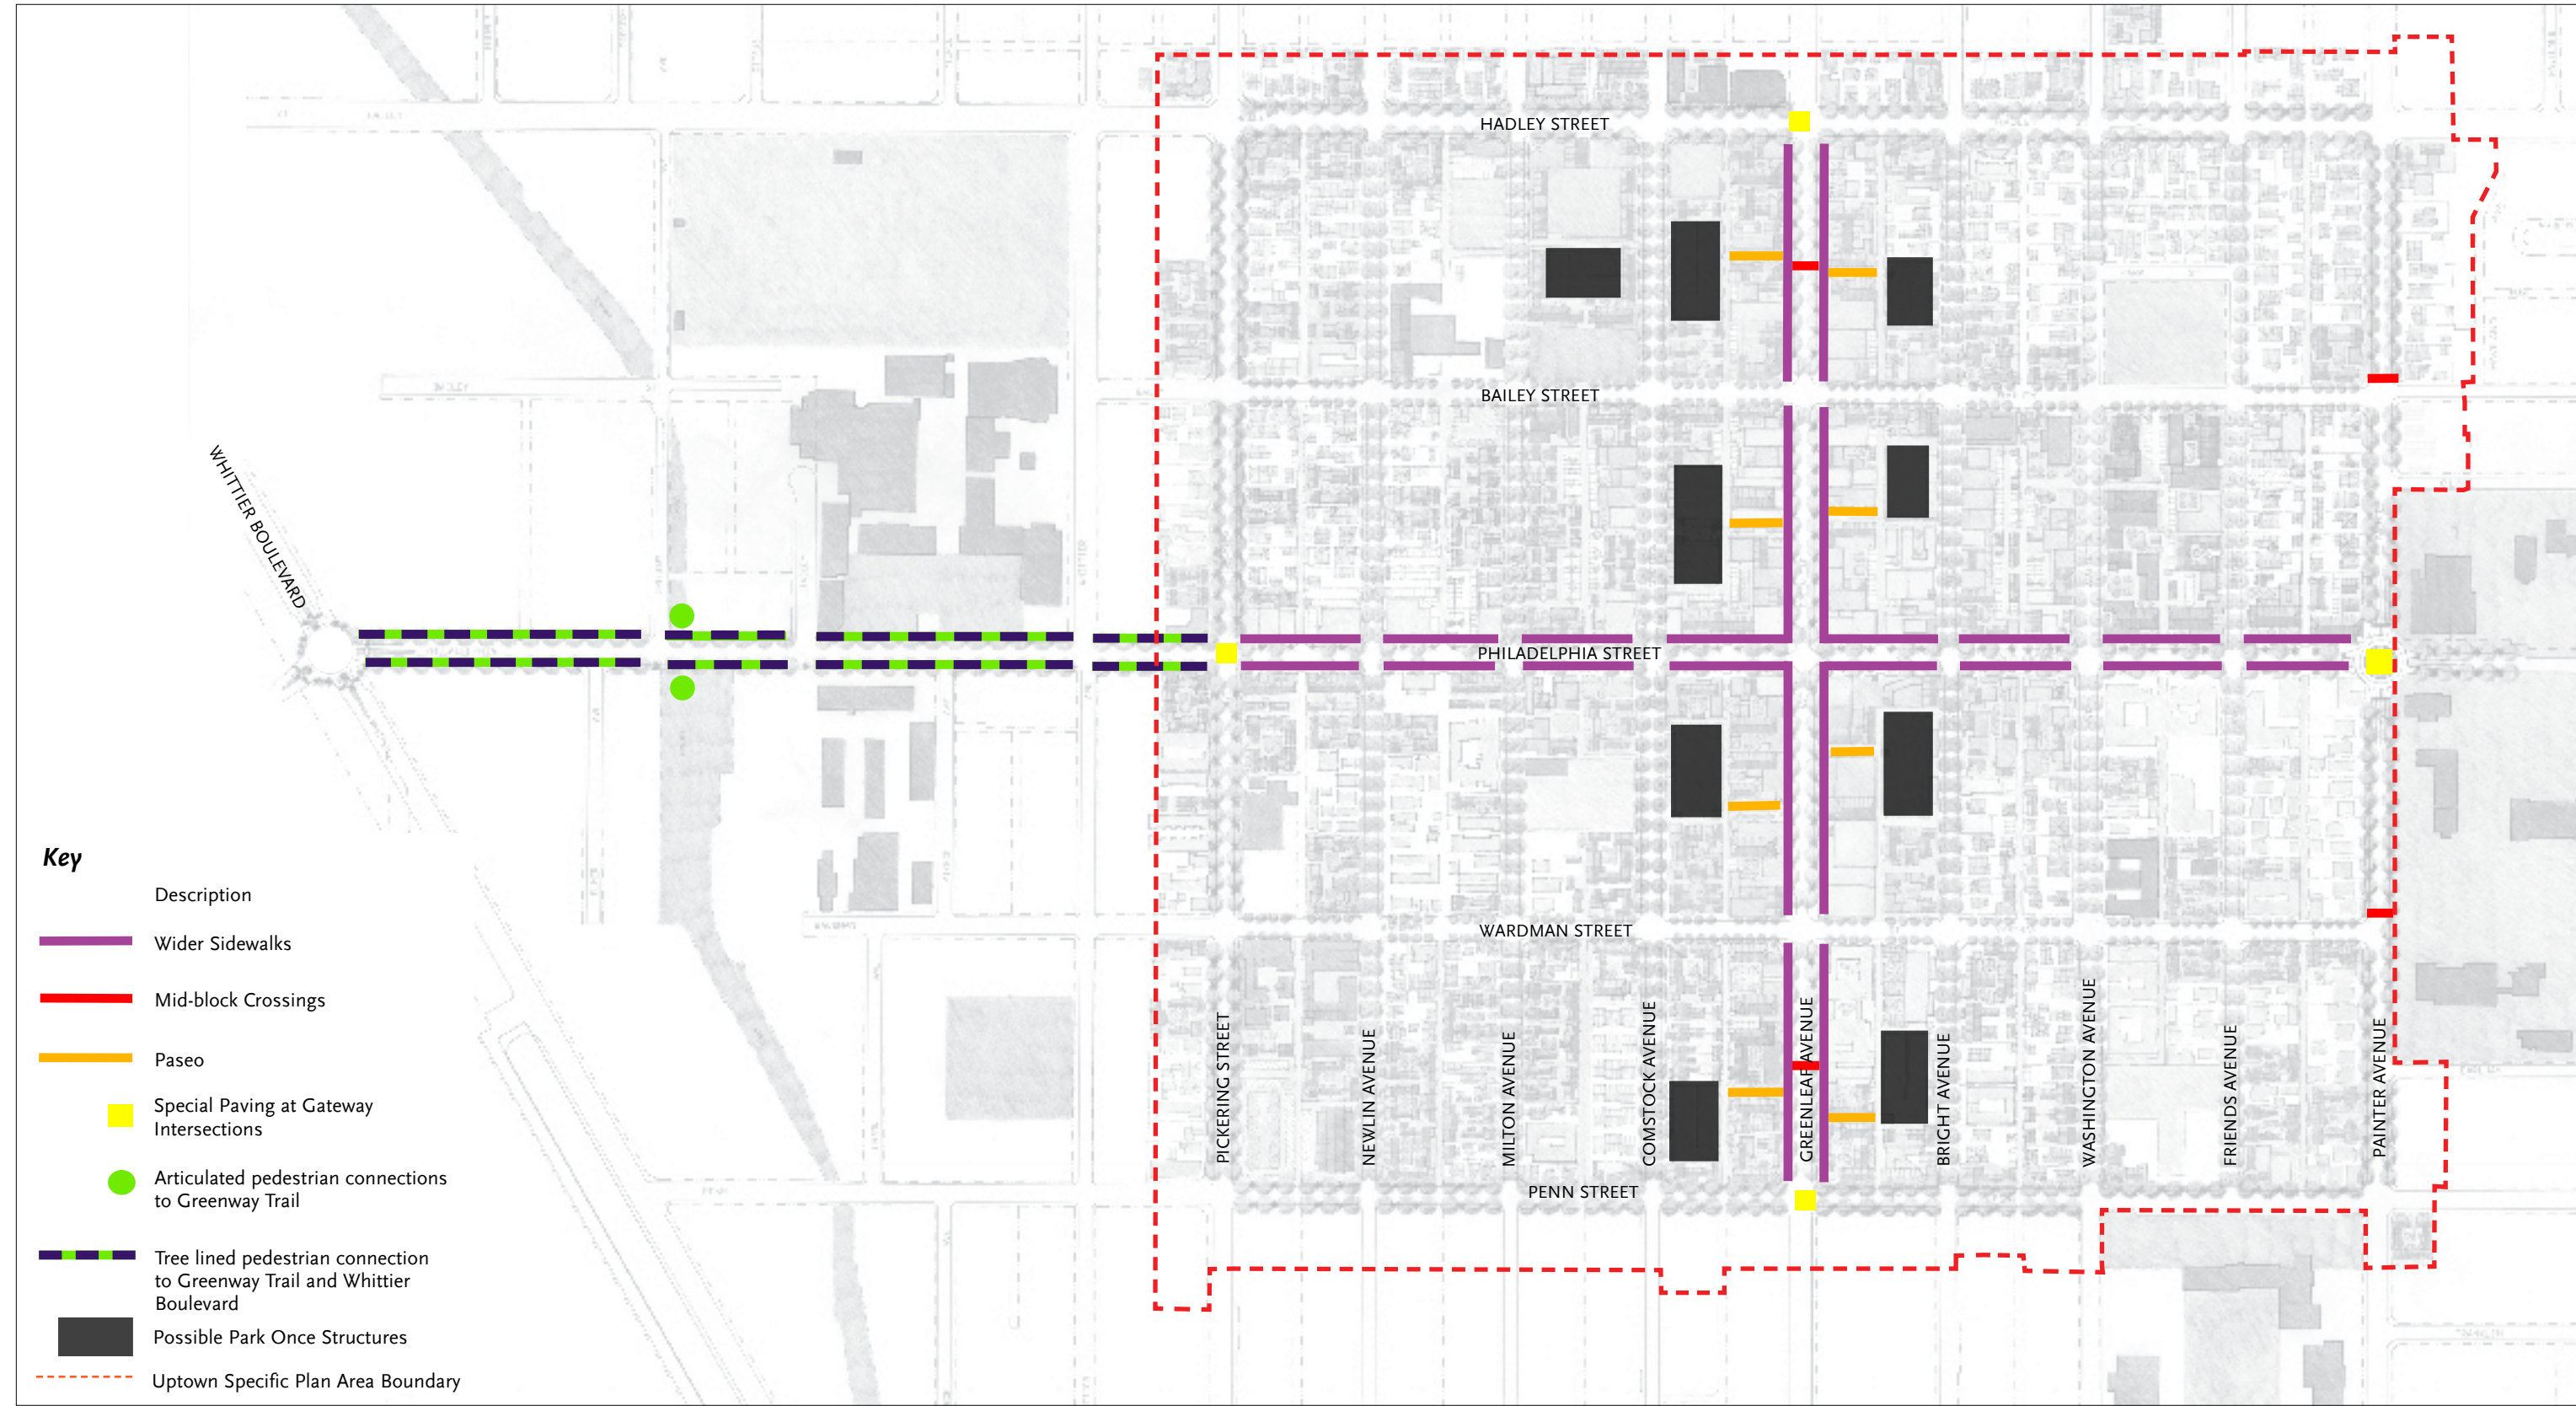 HADLEY STREET
BAILEY STREET
WHITTIER BOULEVARD
PHILADELPHIA STREET
WARDMAN STREET
PICKERING STREET
NEWLIN AVENUE
MILTON AVENUE
COMSTOCK AVENUE
GREENLEAF AVENUE
BRIGHT AVENUE
WASHINGTON AVENUE
FRIENDS AVENUE
PAINTER AVENUE
PENN STREET
Key
Description
Wider Sidewalks
Mid-block Crossings
Paseo
Special Paving at Gateway
Intersections
Articulated pedestrian connections
to Greenway Trail
Tree lined pedestrian connection
to Greenway Trail and Whittier
Boulevard
Possible Park Once Structures
Uptown Specific Plan Area Boundary